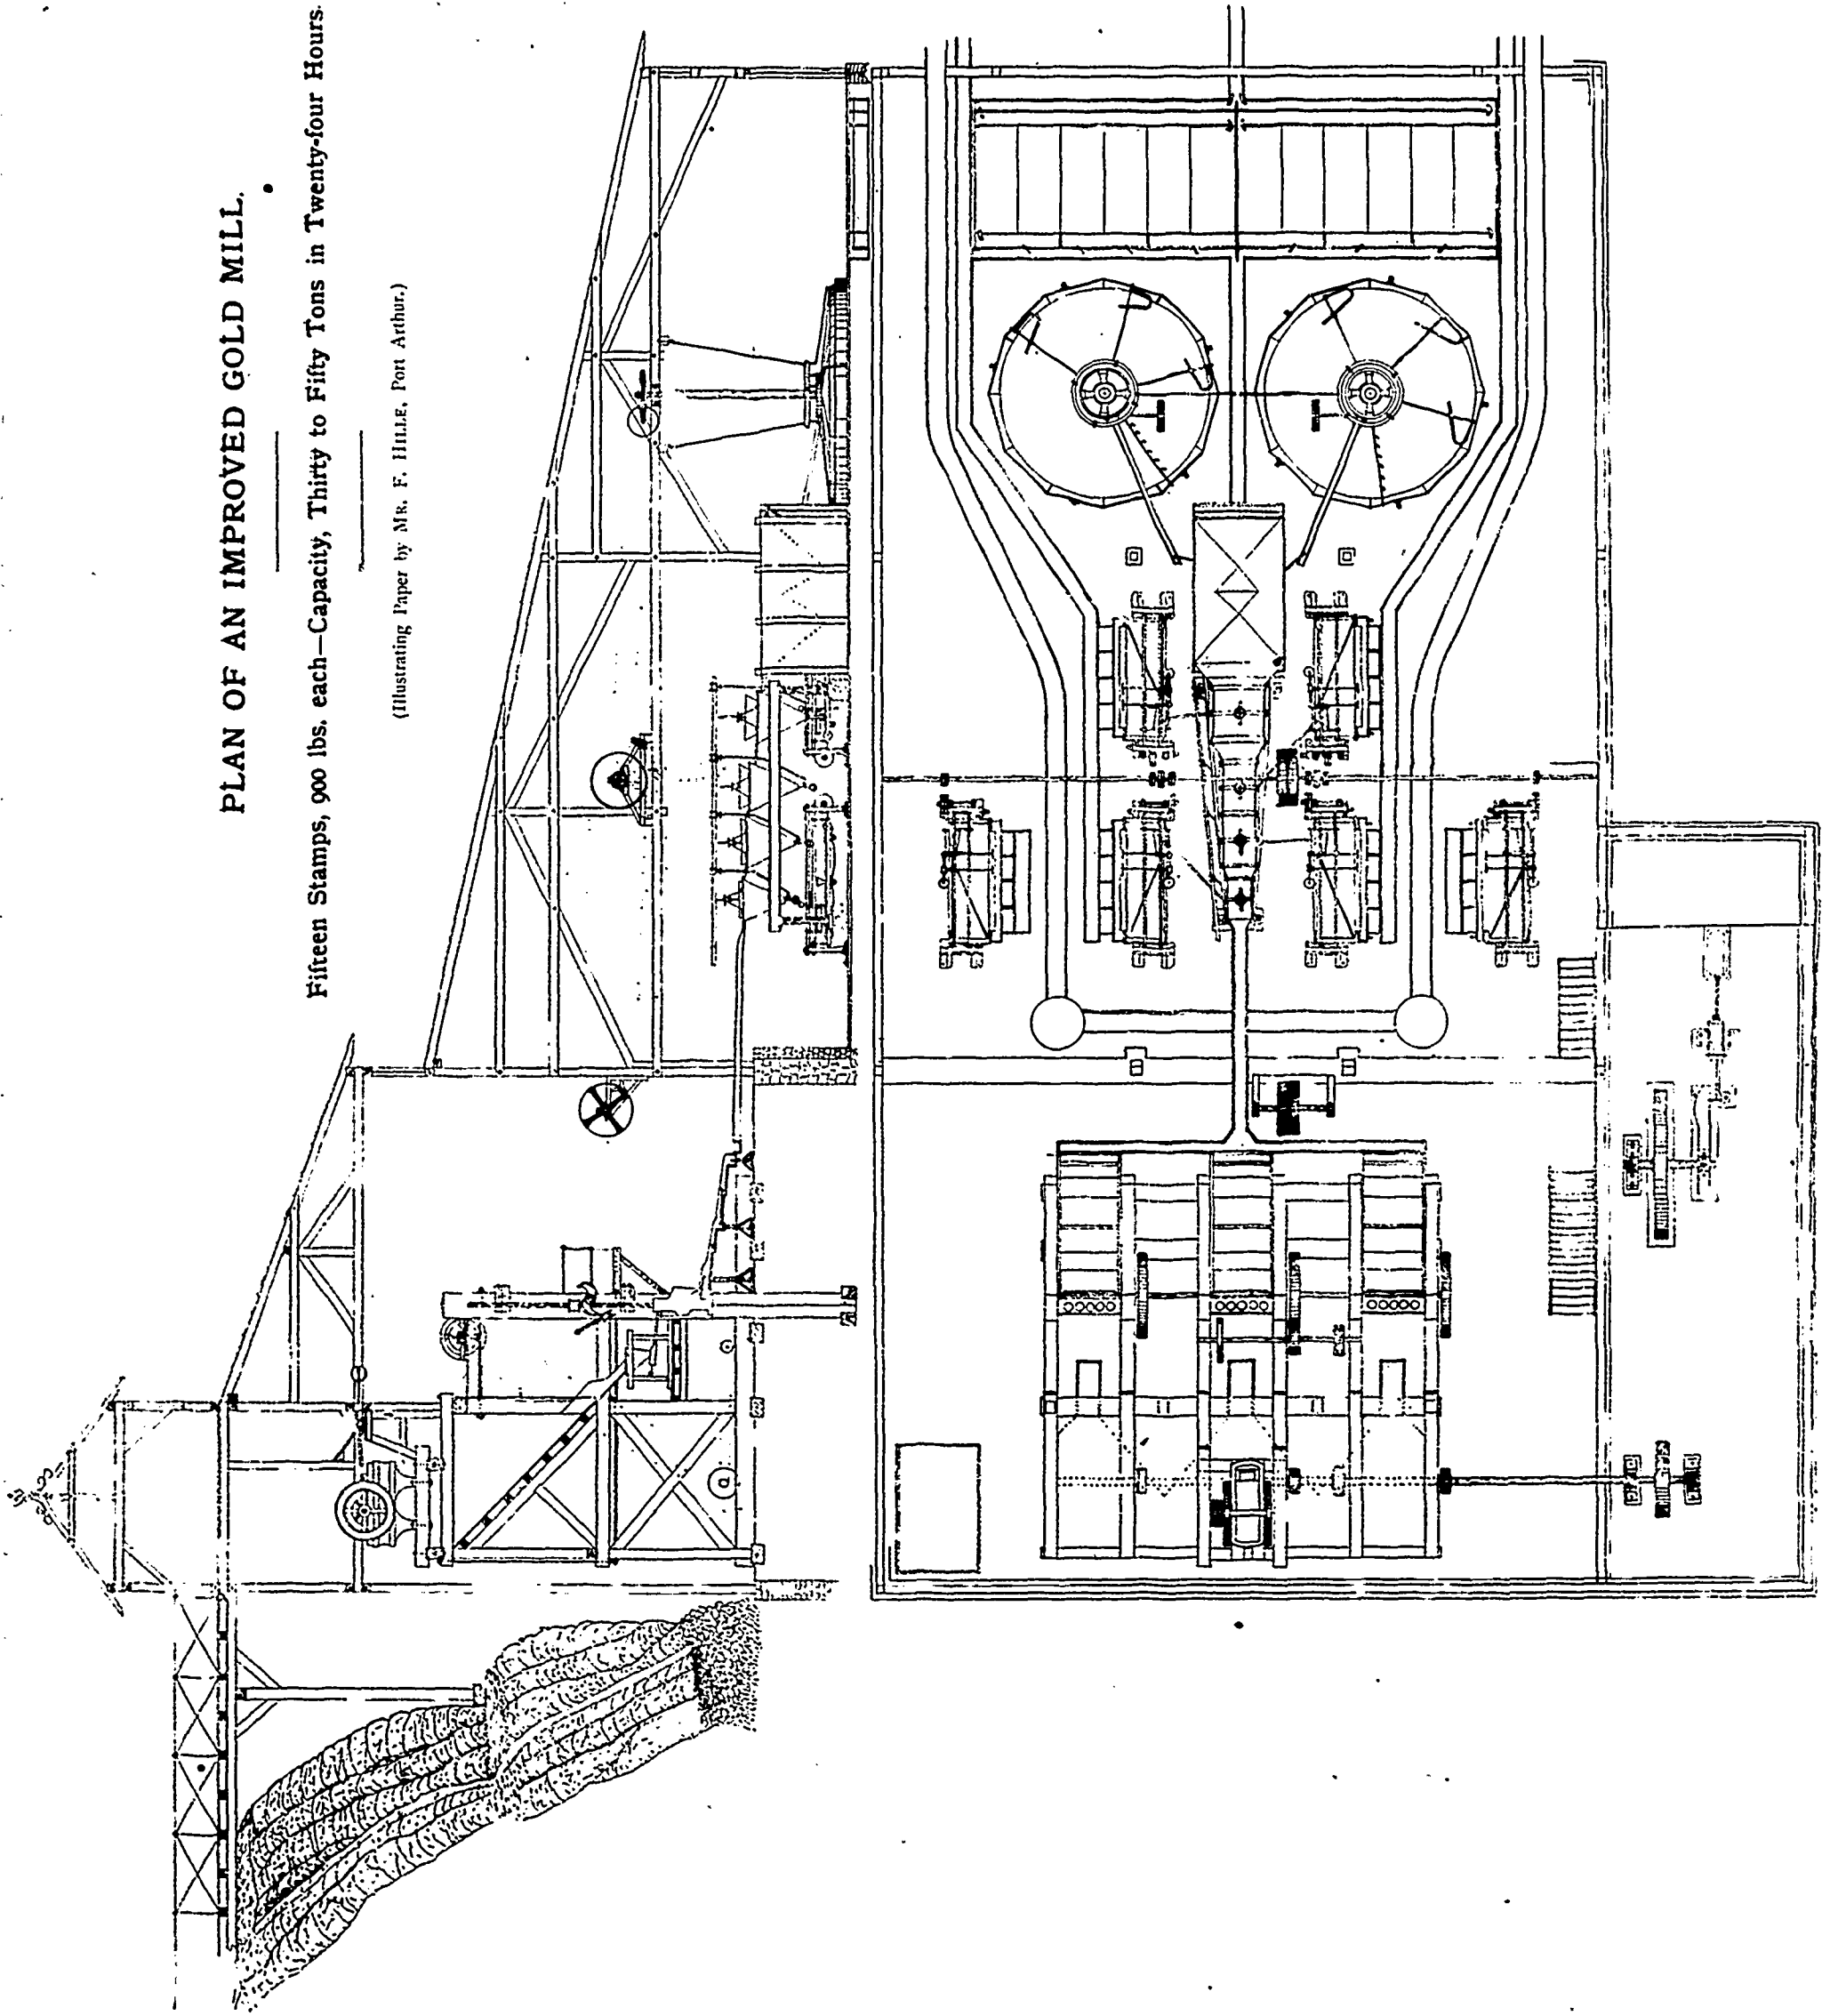 PLAN OF AN IMPROVED GOLD MILL.
Fifteen Stamps, 900 lbs. each—Capacity, Thirty to Fifty Tons in Twenty-four Hours.
(Illustrating Paper by MR. F. HILLE, Port Arthur.)
a